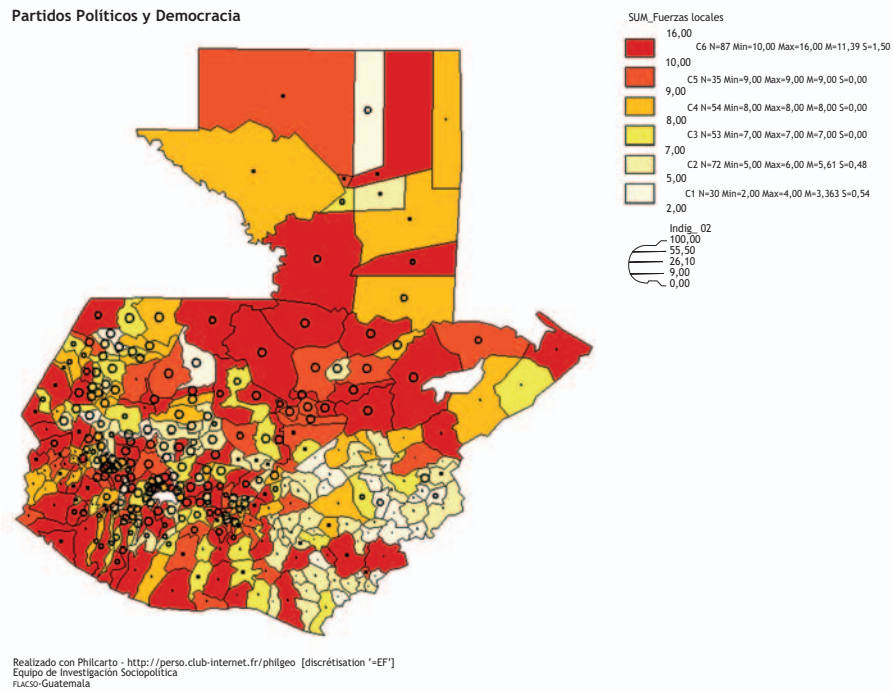 Partidos Políticos y Democracia
SUM_Fuerzas locales
16,00
C6 N=87 Min=10,00 Max=16,00 M=11,39 S=1,50
10,00
C5 N=35 Min=9,00 Max=9,00 M=9,00 S=0,00
9,00
C4 N=54 Min=8,00 Max=8,00 M=8,00 S=0,00
8,00
C3 N=53 Min=7,00 Max=7,00 M=7,00 S=0,00
7,00
C2 N=72 Min=5,00 Max=6,00 M=5,61 S=0,48
5,00
C1 N=30 Min=2,00 Max=4,00 M=3,363 S=0,54
2,00
Indig_ 02
100,00
55,50
26,10
9,00
0,00
Realizado con Philcarto - http://perso.club-internet.fr/philgeo [discrétisation '=EF']
Equipo de Investigación Sociopolítica
FLACSO-Guatemala